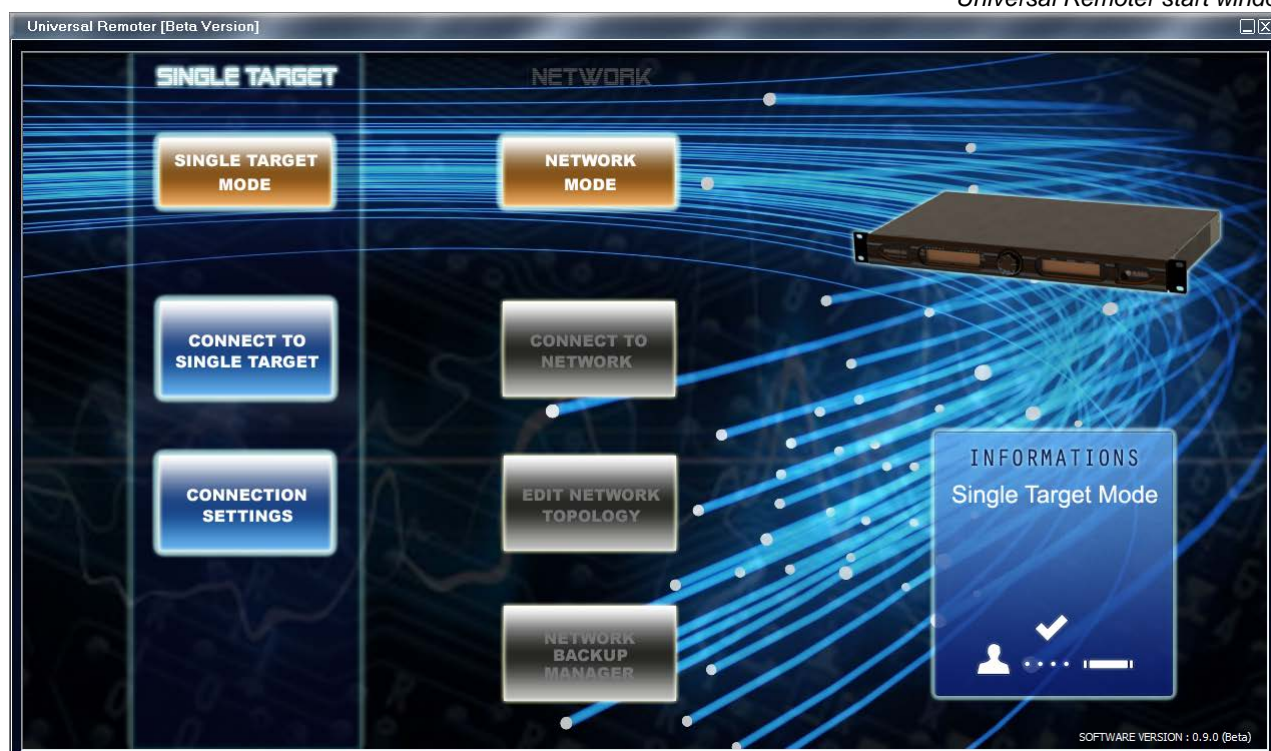 Universal Remoter start windo
Universal Remoter [Beta Version]
SINGLE TARGET
NETWORK
SINGLE TARGET
MODE
NETWORK
MODE
CONNECT TO
SINGLE TARGET
CONNECT TO
NETWORK
CONNECTION
SETTINGS
EDIT NETWORK
TOPOLOGY
NETWORK
BACKUP
MANAGER
INFORMATIONS
Single Target Mode
SOFTWARE VERSION : 0.9.0 (Beta)